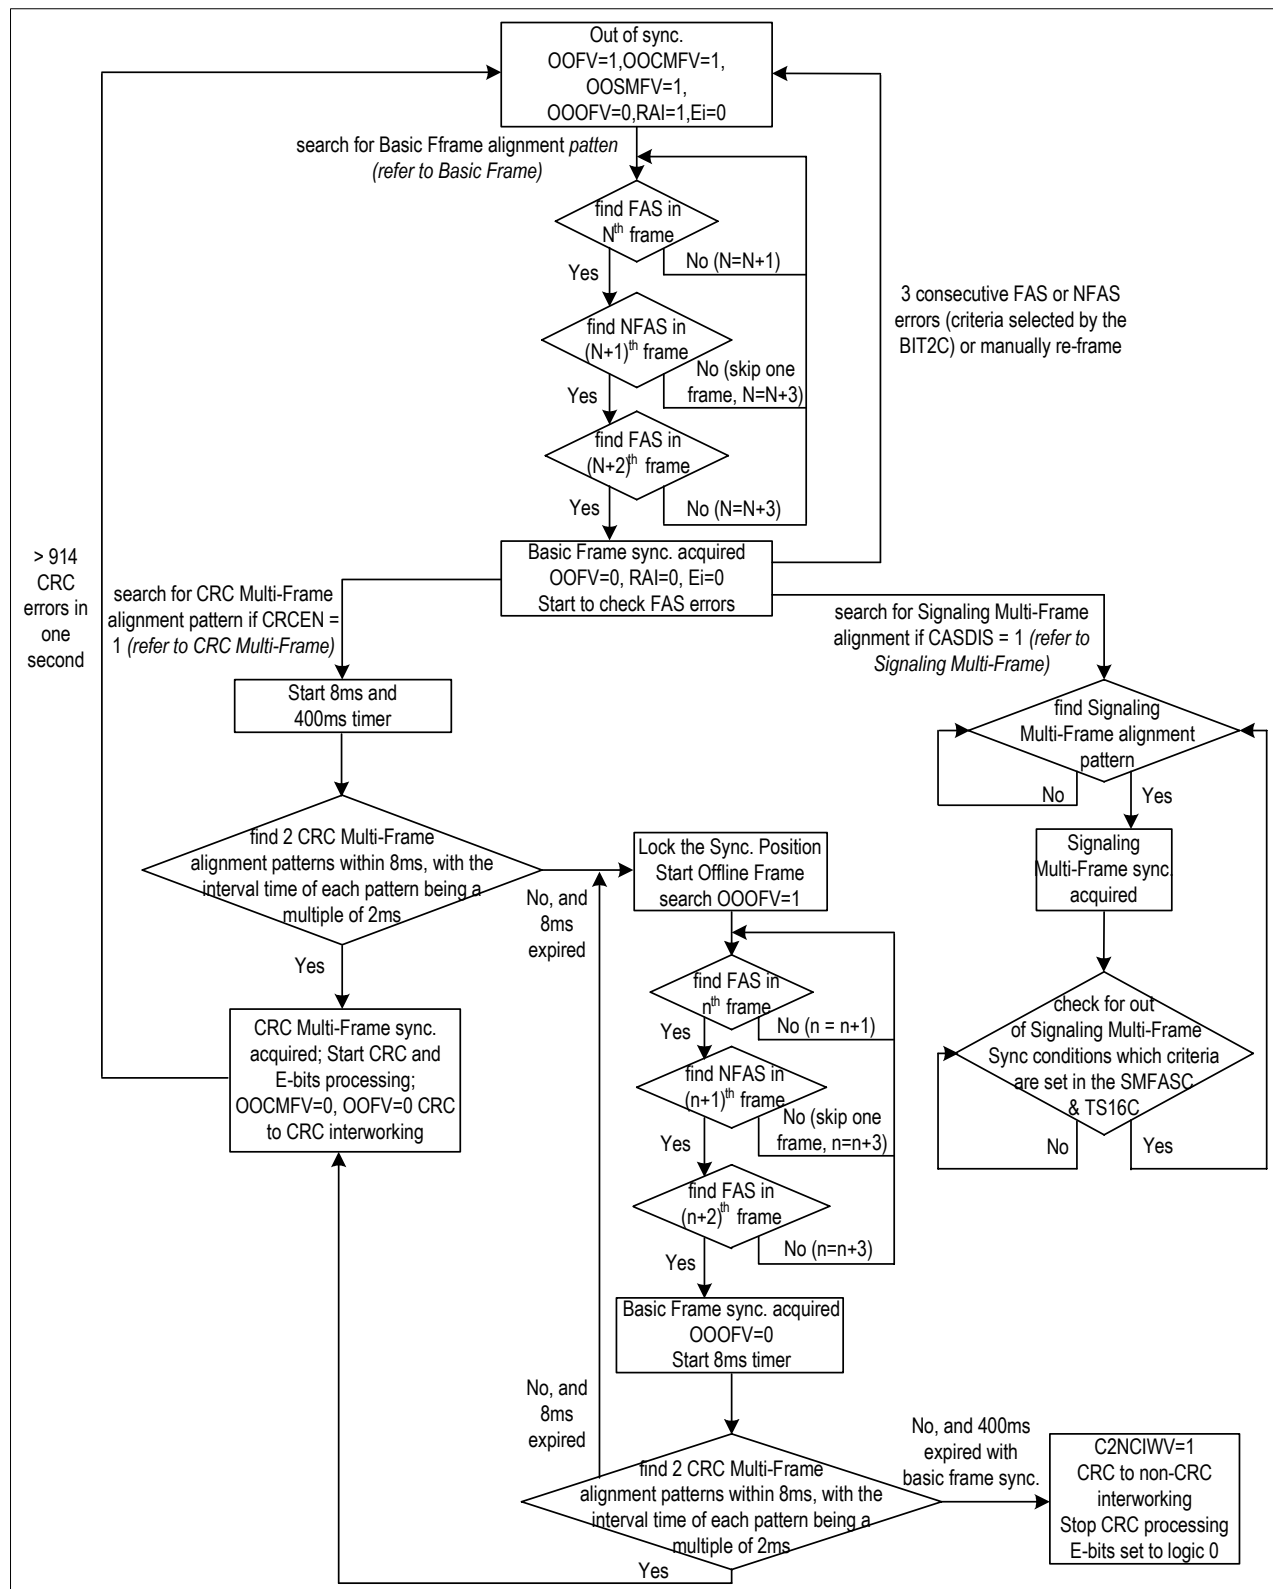 Out of sync.
OOFV=1,OOCMFV=1,
OOSMFV=1,
OOOFV=0,RAI=1,Ei=0
search for Basic Fframe alignment patten
(refer to Basic Frame)
find FAS in
Nth frame
No (N=N+1)
Yes
find NFAS in
(N+1)th frame
No (skip one
frame, N=N+3)
Yes
find FAS in
(N+2)th frame
No (N=N+3)
Yes
3 consecutive FAS or NFAS
errors (criteria selected by the
BIT2C) or manually re-frame
Basic Frame sync. acquired
OOFV=0, RAI=0, Ei=0
Start to check FAS errors
> 914
CRC
errors in
one
second
search for CRC Multi-Frame
alignment pattern if CRCEN =
1 (refer to CRC Multi-Frame)
search for Signaling Multi-Frame
alignment if CASDIS = 1 (refer to
Signaling Multi-Frame)
Start 8ms and
400ms timer
find Signaling
Multi-Frame alignment
pattern
No
Yes
find 2 CRC Multi-Frame
alignment patterns within 8ms, with the
interval time of each pattern being a
multiple of 2ms
No, and
8ms
expired
Yes
Lock the Sync. Position
Start Offline Frame
search OOOFV=1
Signaling
Multi-Frame sync.
acquired
find FAS in
nth frame
No (n = n+1)
Yes
find NFAS in
(n+1)th frame
No (skip one
frame, n=n+3)
Yes
find FAS in
(n+2)th frame
No (n=n+3)
Yes
check for out
of Signaling Multi-Frame
Sync conditions which criteria
are set in the SMFASC
& TS16C
No
Yes
CRC Multi-Frame sync.
acquired; Start CRC and
E-bits processing;
OOCMFV=0, OOFV=0 CRC
to CRC interworking
Basic Frame sync. acquired
OOOFV=0
Start 8ms timer
No, and
8ms
expired
find 2 CRC Multi-Frame
alignment patterns within 8ms, with the
interval time of each pattern being a
multiple of 2ms
Yes
No, and 400ms
expired with
basic frame sync.
C2NCIWV=1
CRC to non-CRC
interworking
Stop CRC processing
E-bits set to logic 0